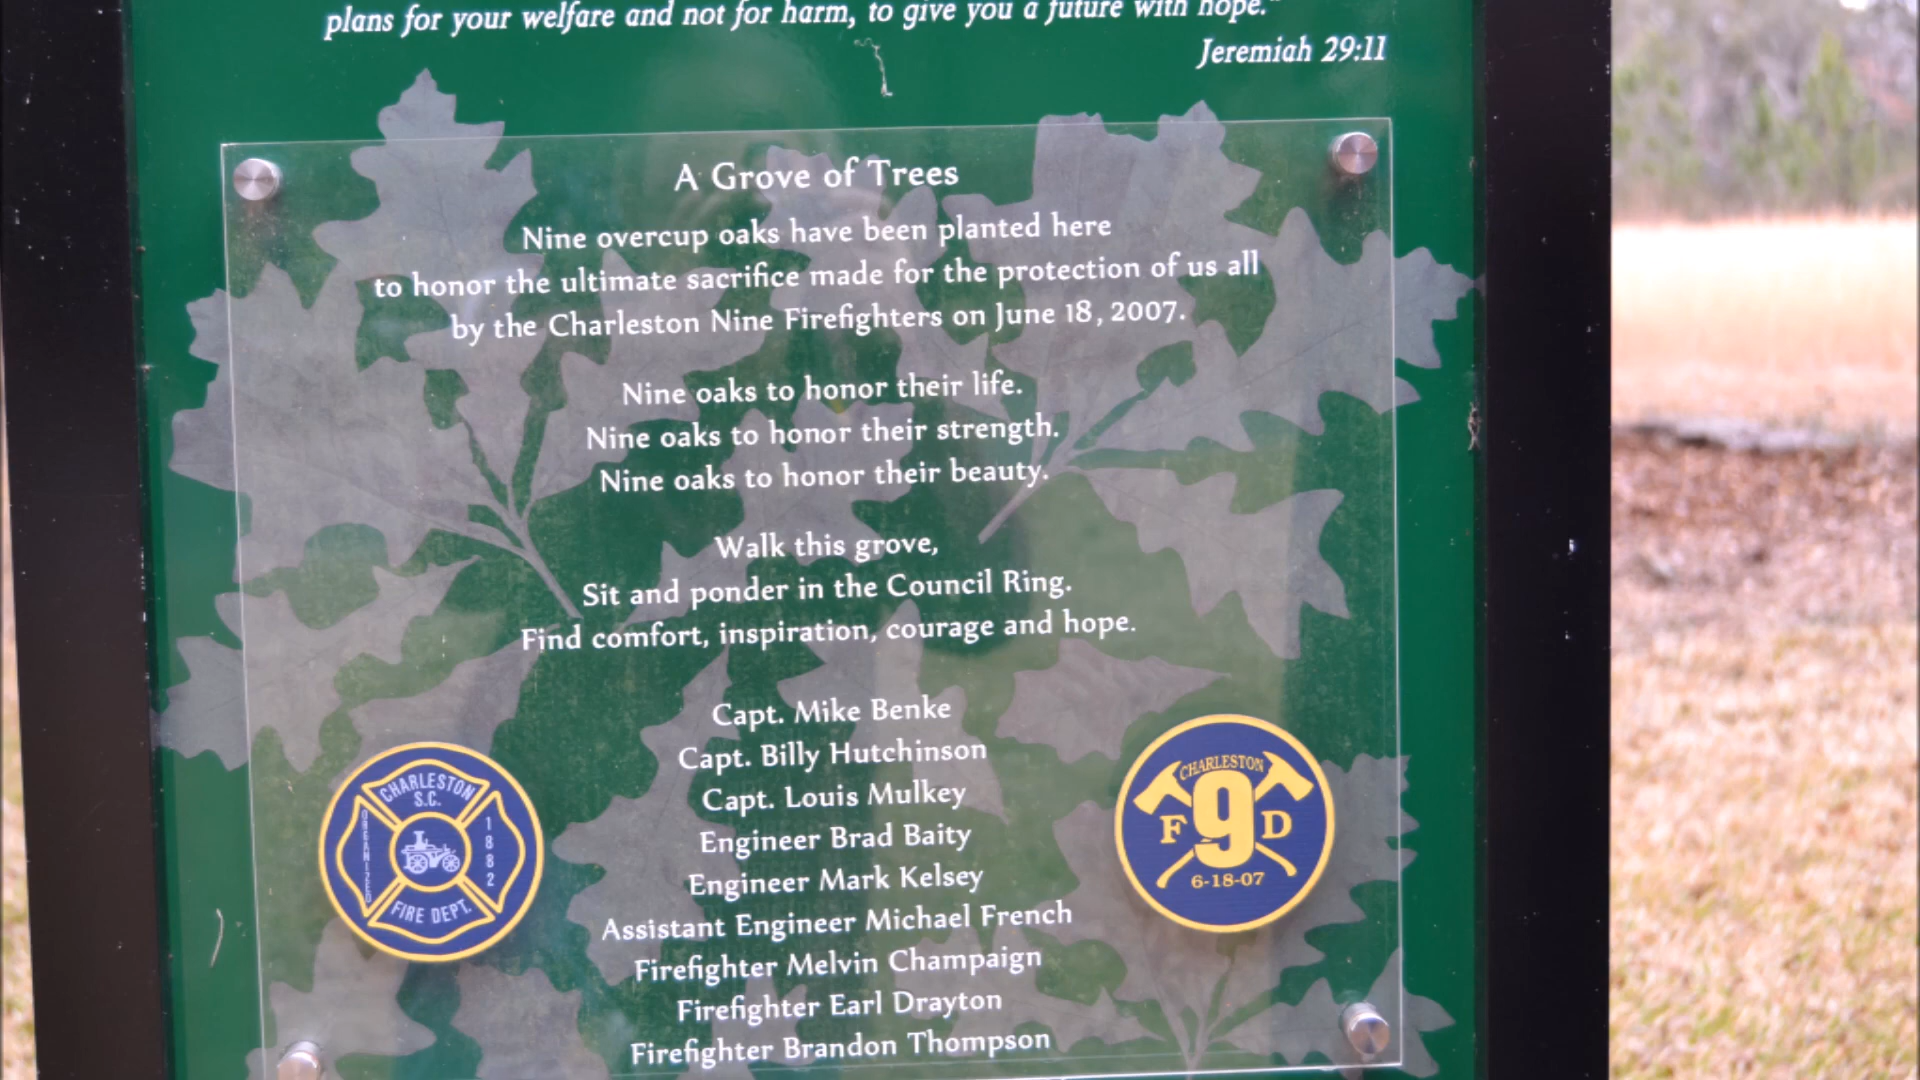 plans for your welfare and not for harm, to give you a future with hope."
Jeremiah 29:11
A Grove of Trees
Nine overcup oaks have been planted here
to honor the ultimate sacrifice made for the protection of us all
by the Charleston Nine Firefighters on June 18, 2007.
Nine oaks to honor their life.
Nine oaks to honor their strength.
Nine oaks to honor their beauty.
Walk this grove,
Sit and ponder in the Council Ring.
Find comfort, inspiration, courage and hope.
Capt. Mike Benke
Capt. Billy Hutchinson
Capt. Louis Mulkey
Engineer Brad Baity
Engineer Mark Kelsey
Assistant Engineer Michael French
Firefighter Melvin Champaign
Firefighter Earl Drayton
Firefighter Brandon Thompson
CHARLESTON
S.C.
ORGANIZED
1882
FIRE DEPT.
CHARLESTON
F 9 D
6-18-07